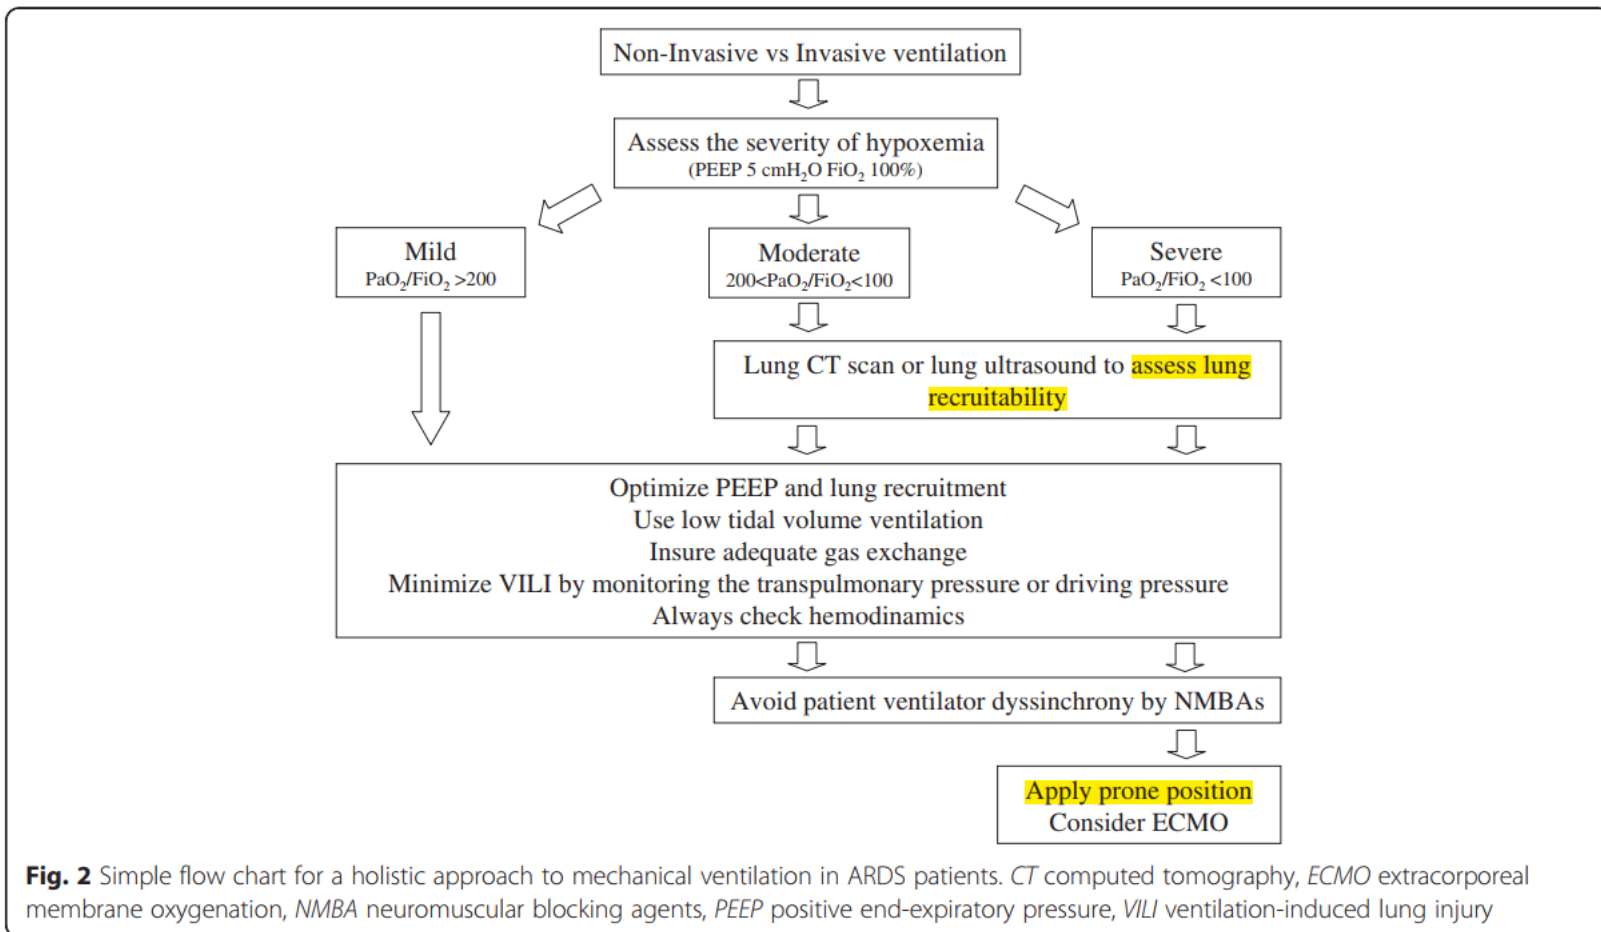 Non-Invasive vs Invasive ventilation
Assess the severity of hypoxemia
(PEEP 5 cmH₂O FiO₂ 100%)
Mild
PaO₂/FiO₂ >200
Moderate
200<PaO₂/FiO₂<100
Severe
PaO₂/FiO₂ <100
Lung CT scan or lung ultrasound to assess lung
recruitability
Optimize PEEP and lung recruitment
Use low tidal volume ventilation
Insure adequate gas exchange
Minimize VILI by monitoring the transpulmonary pressure or driving pressure
Always check hemodinamics
Avoid patient ventilator dyssinchrony by NMBAs
Apply prone position
Consider ECMO
Fig. 2 Simple flow chart for a holistic approach to mechanical ventilation in ARDS patients. CT computed tomography, ECMO extracorporeal
membrane oxygenation, NMBA neuromuscular blocking agents, PEEP positive end-expiratory pressure, VILI ventilation-induced lung injury